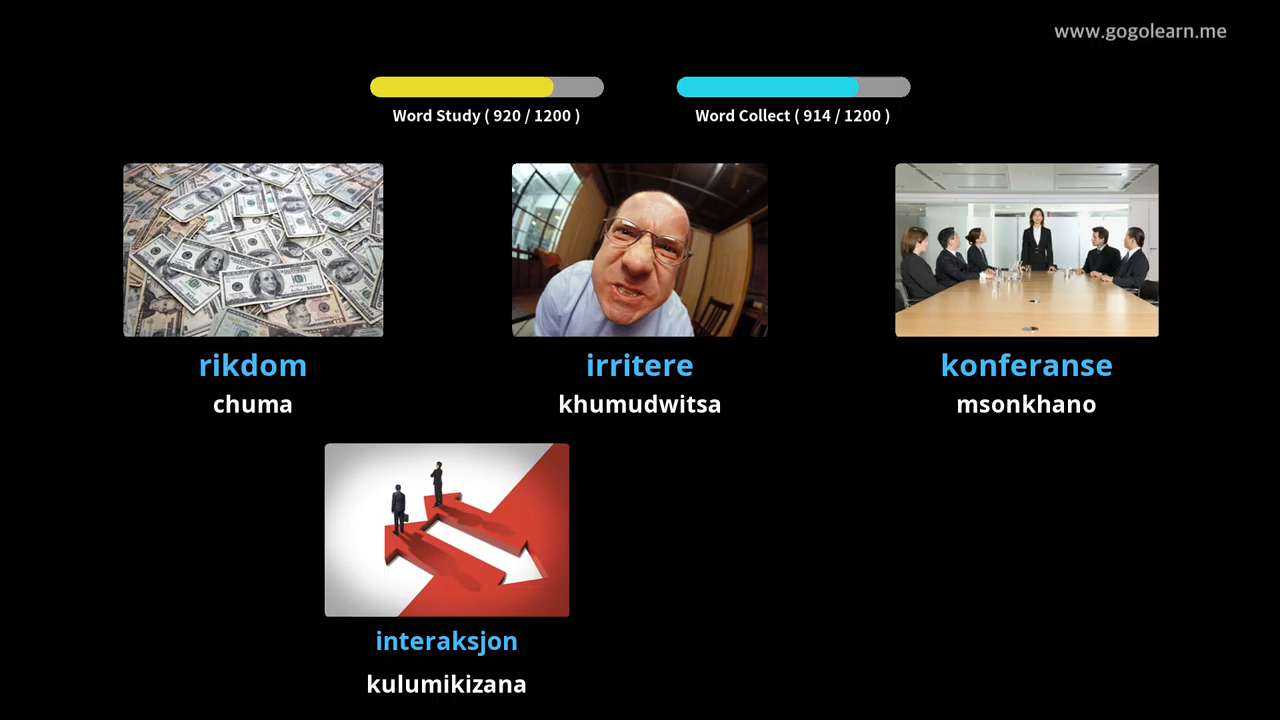 www.gogolearn.me
Word Study ( 920 / 1200 )
Word Collect ( 914 / 1200 )
rikdom
chuma
irritere
khumudwitsa
konferanse
msonkhano
interaksjon
kulumikizana